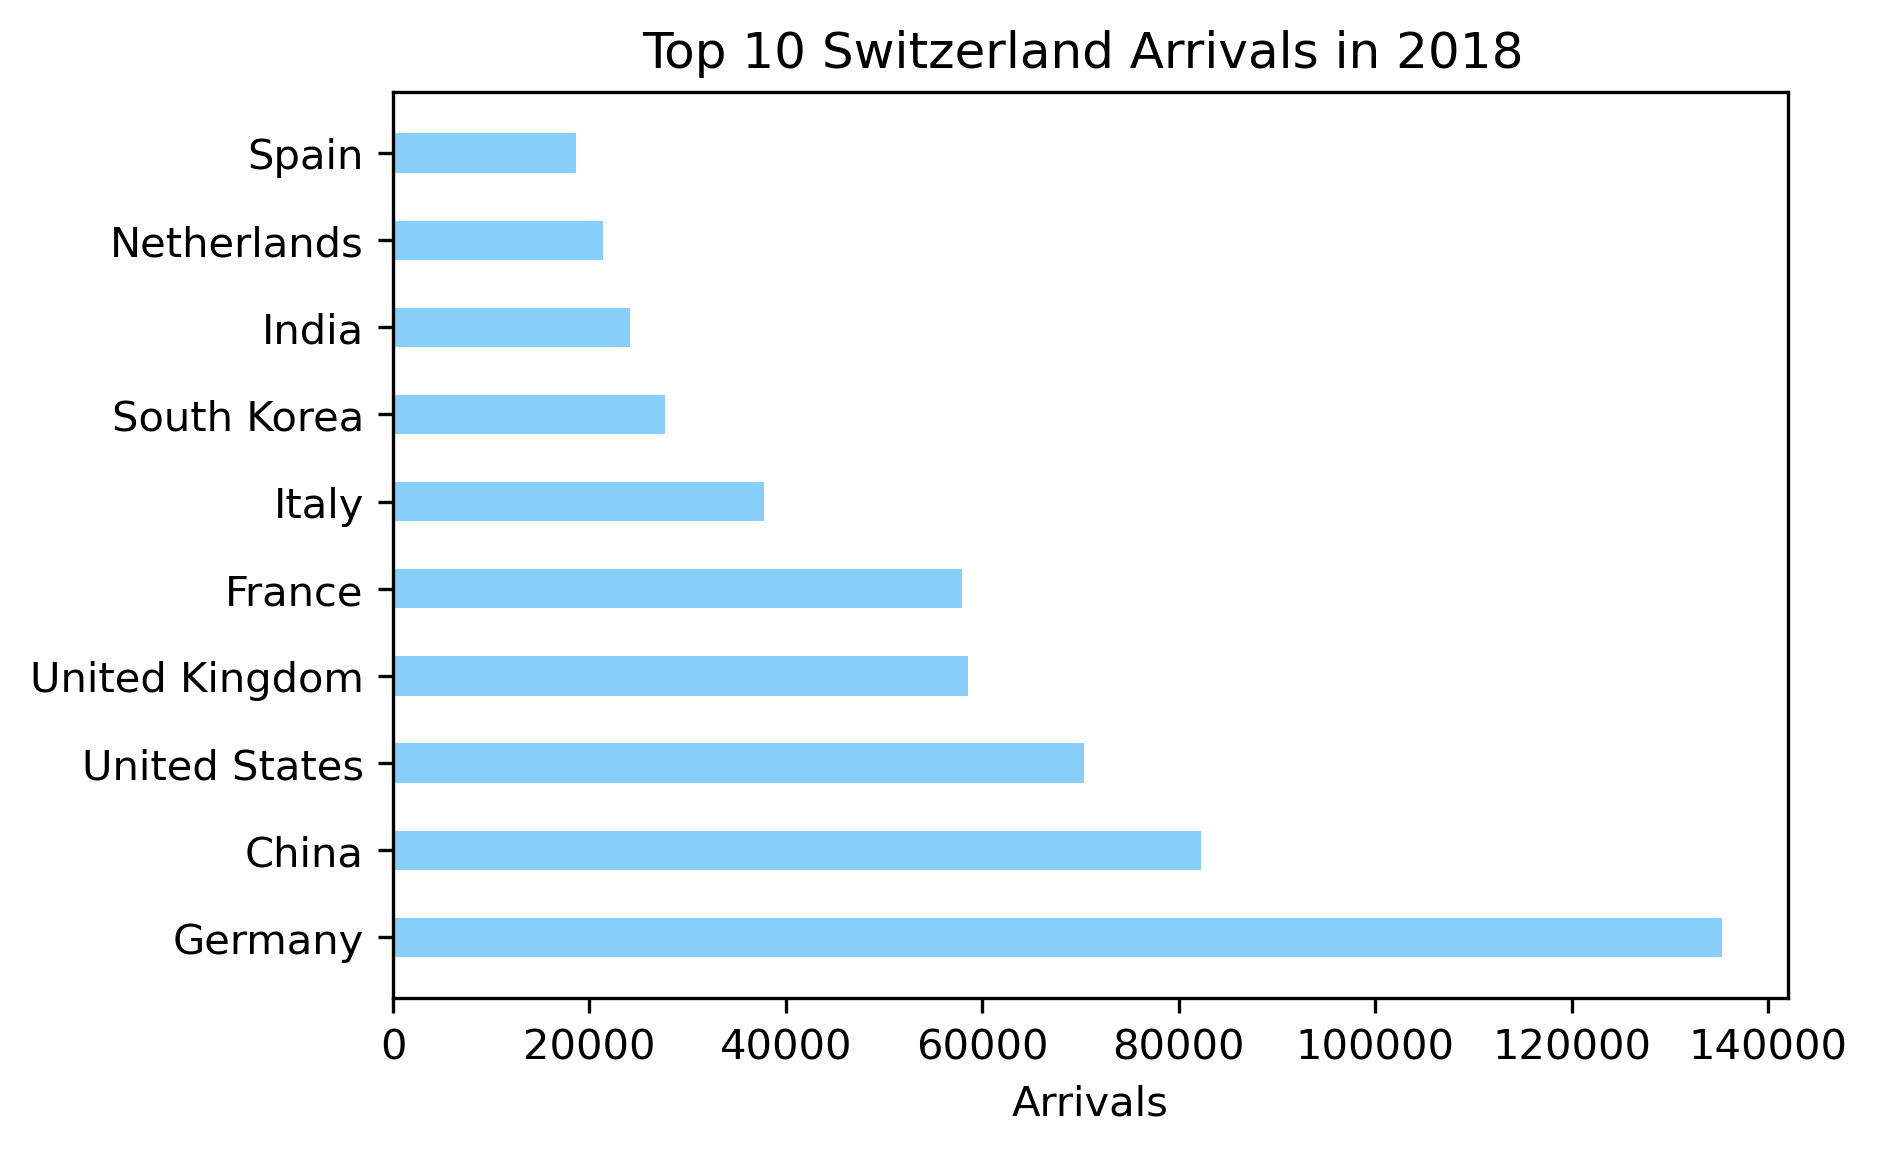 Top 10 Switzerland Arrivals in 2018
Spain
Netherlands
India
South Korea
Italy
France
United Kingdom
United States
China
Germany
0 20000 40000 60000 80000 100000 120000 140000
Arrivals